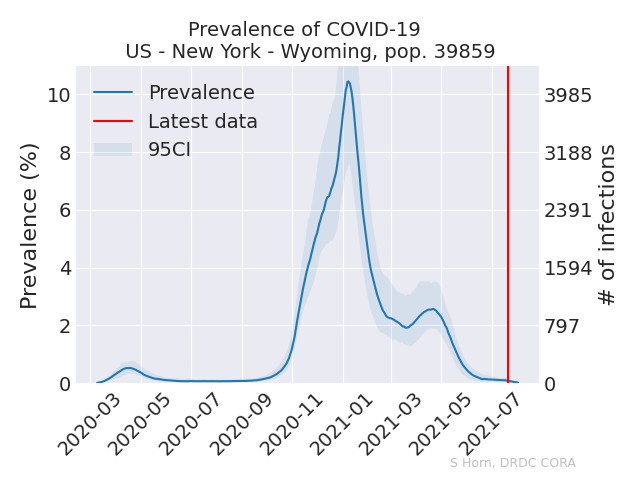 Prevalence of COVID-19
US - New York - Wyoming, pop. 39859
Prevalence
Latest data
95CI
Prevalence (%)
10
8
6
4
2
0
# of infections
3985
3188
2391
1594
797
0
2020-03
2020-05
2020-07
2020-09
2020-11
2021-01
2021-03
2021-05
2021-07
S Horn, DRDC CORA